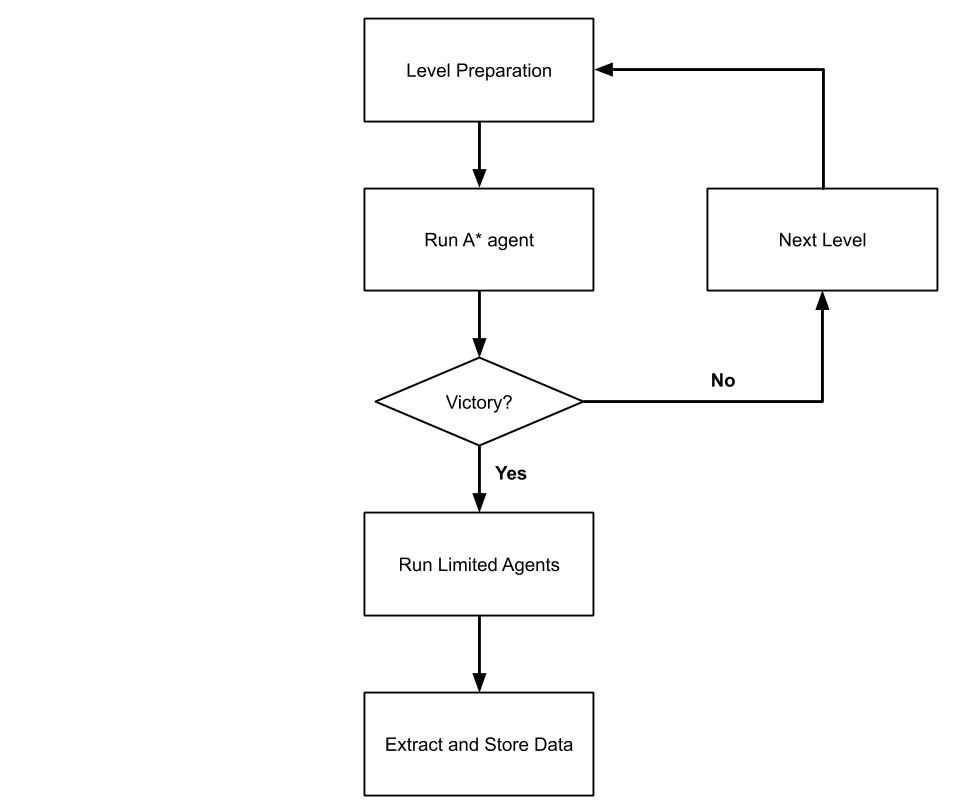 Level Preparation
Run A* agent
Next Level
Victory?
No
Yes
Run Limited Agents
Extract and Store Data